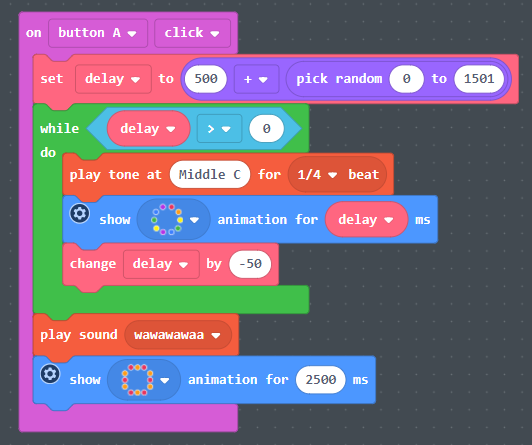 on button A click
set delay to 500 + pick random 0 to 1501
while delay > 0
do
play tone at Middle C for 1/4 beat
show animation for delay ms
change delay by -50
play sound wawawawaa
show animation for 2500 ms